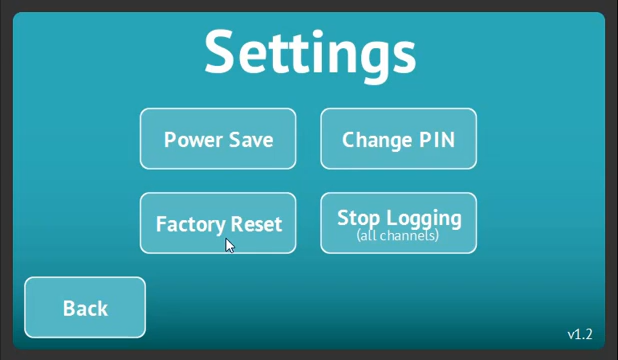 Settings
Power Save
Change PIN
Factory Reset
Stop Logging
(all channels)
Back
v1.2